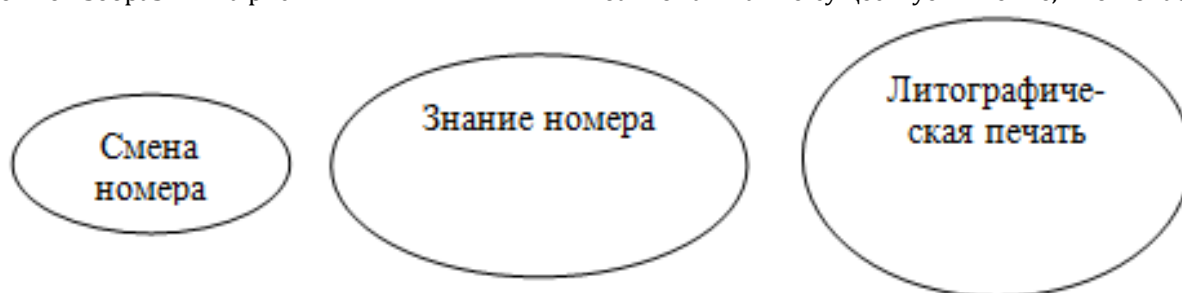 Смена
номера
Знание номера
Литографиче-
ская печать